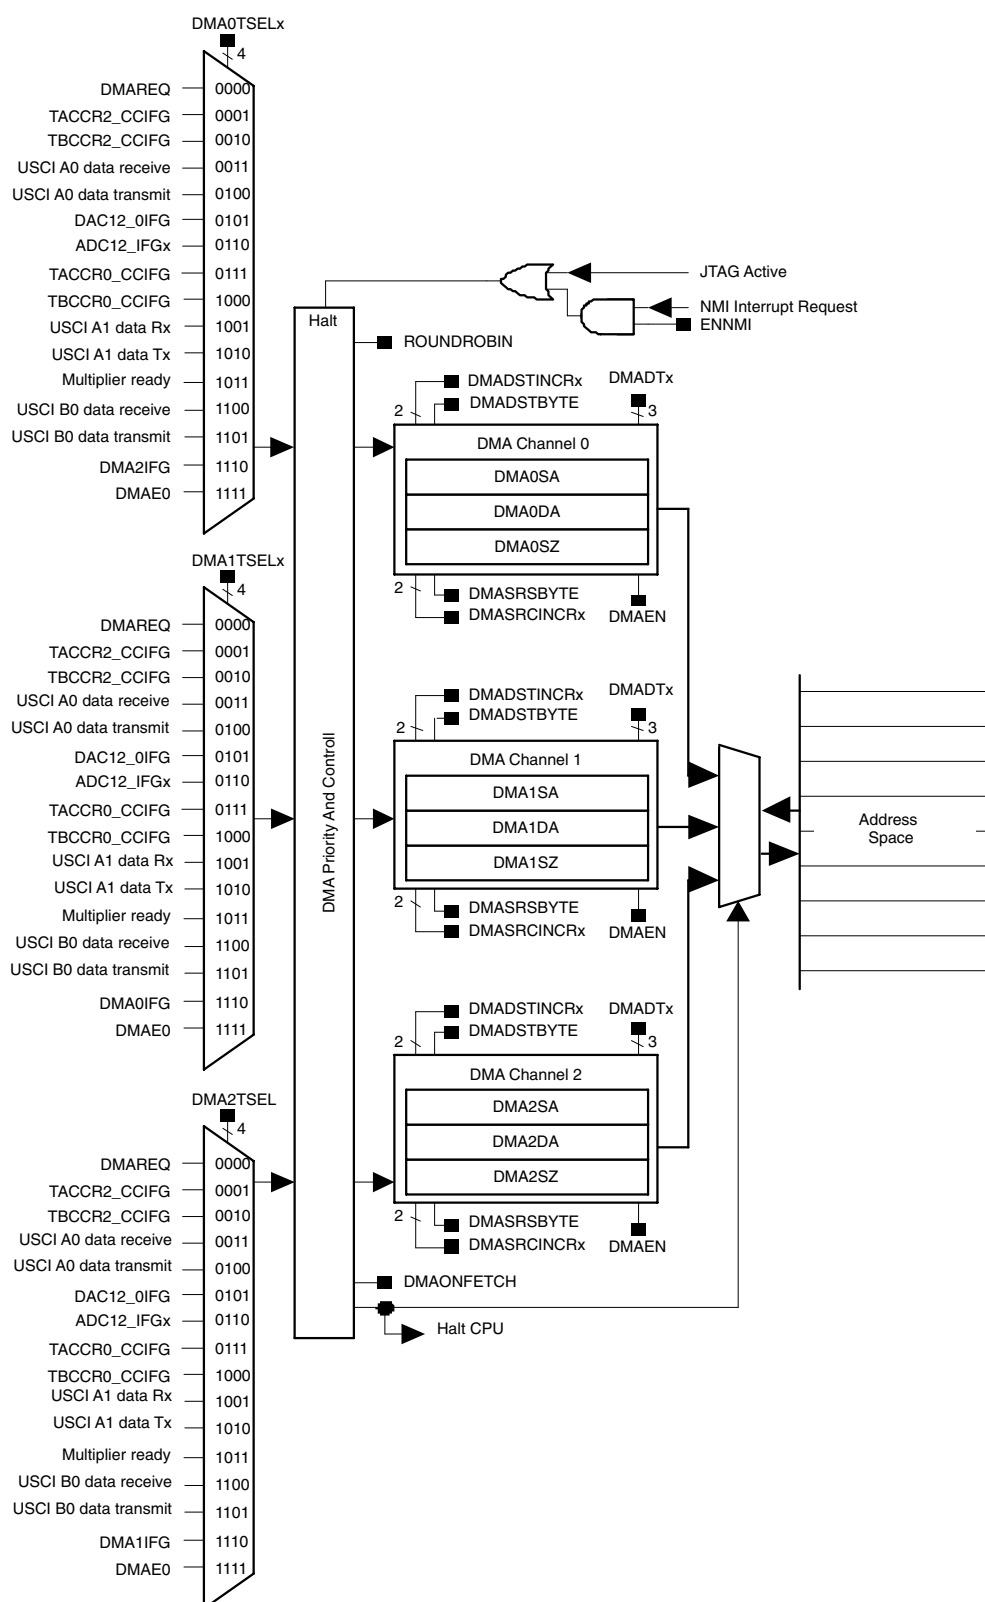 DMA0TSELx
4
DMAREQ 0000
TACCR2_CCIFG 0001
TBCCR2_CCIFG 0010
USCI A0 data receive 0011
USCI A0 data transmit 0100
DAC12_0IFG 0101
ADC12_IFGx 0110
TACCR0_CCIFG 0111
TBCCR0_CCIFG 1000
USCI A1 data Rx 1001
USCI A1 data Tx 1010
Multiplier ready 1011
USCI B0 data receive 1100
USCI B0 data transmit 1101
DMA2IFG 1110
DMAE0 1111
JTAG Active
NMI Interrupt Request
ENNMI
Halt
ROUNDROBIN
DMADSTINCRx
DMADTx
2
DMADSTBYTE
3
DMA Channel 0
DMA0SA
DMA0DA
DMA0SZ
2
DMASRSBYTE
DMASRCINCRx
DMAEN
DMA1TSELx
4
DMAREQ 0000
TACCR2_CCIFG 0001
TBCCR2_CCIFG 0010
USCI A0 data receive 0011
USCI A0 data transmit 0100
DAC12_0IFG 0101
ADC12_IFGx 0110
TACCR0_CCIFG 0111
TBCCR0_CCIFG 1000
USCI A1 data Rx 1001
USCI A1 data Tx 1010
Multiplier ready 1011
USCI B0 data receive 1100
USCI B0 data transmit 1101
DMA0IFG 1110
DMAE0 1111
DMA Priority And Controll
DMADSTINCRx
DMADTx
2
DMADSTBYTE
3
DMA Channel 1
DMA1SA
DMA1DA
DMA1SZ
2
DMASRSBYTE
DMASRCINCRx
DMAEN
Address
Space
DMA2TSEL
4
DMAREQ 0000
TACCR2_CCIFG 0001
TBCCR2_CCIFG 0010
USCI A0 data receive 0011
USCI A0 data transmit 0100
DAC12_0IFG 0101
ADC12_IFGx 0110
TACCR0_CCIFG 0111
TBCCR0_CCIFG 1000
USCI A1 data Rx 1001
USCI A1 data Tx 1010
Multiplier ready 1011
USCI B0 data receive 1100
USCI B0 data transmit 1101
DMA1IFG 1110
DMAE0 1111
DMADSTINCRx
DMADTx
2
DMADSTBYTE
3
DMA Channel 2
DMA2SA
DMA2DA
DMA2SZ
2
DMASRSBYTE
DMASRCINCRx
DMAEN
DMAONFETCH
Halt CPU